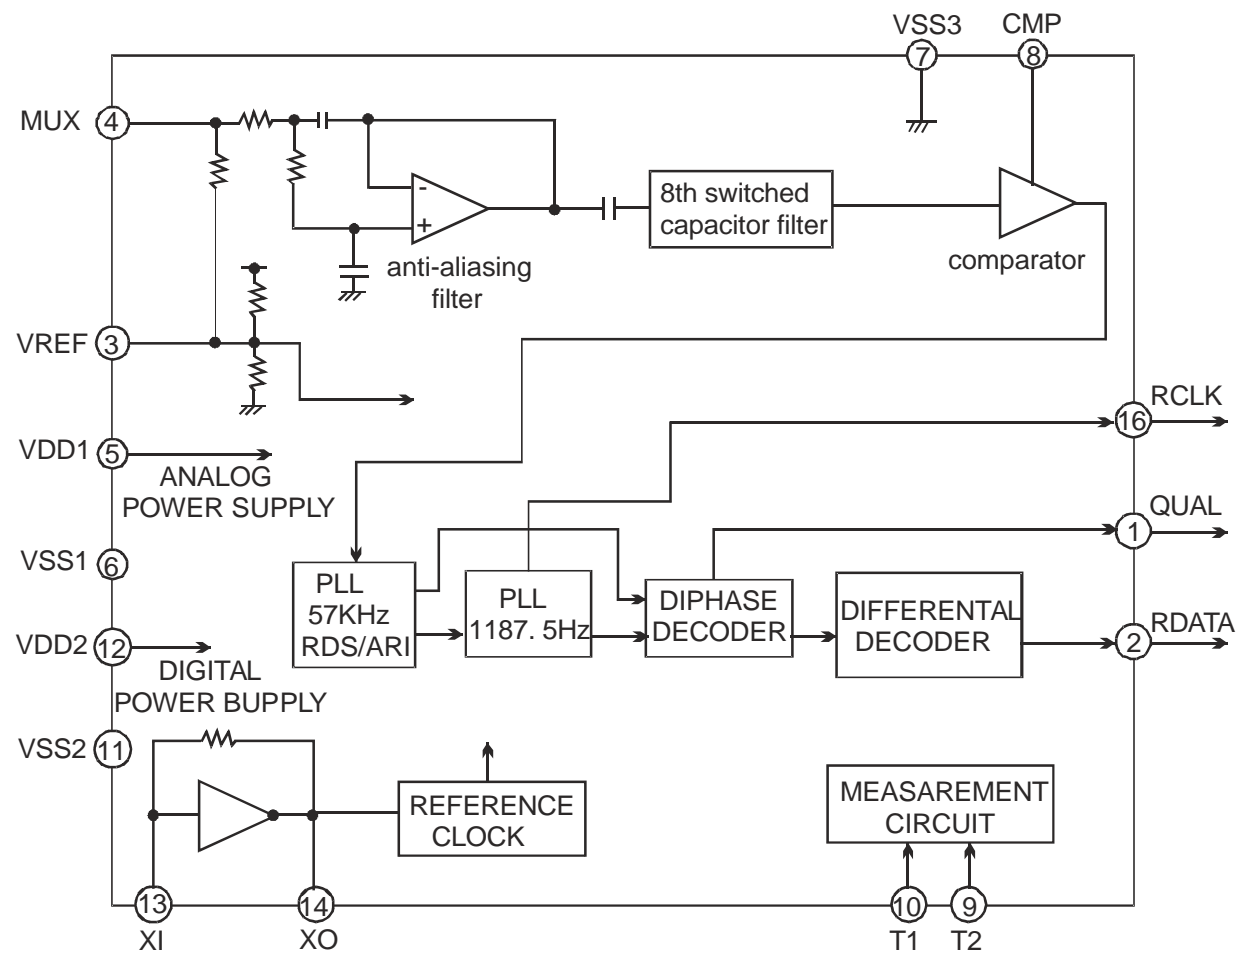 VSS3
CMP
7
8
MUX
4
-
+
8th switched
capacitor filter
anti-aliasing
filter
comparator
VREF
3
RCLK
16
VDD1
5
ANALOG
POWER SUPPLY
QUAL
1
VSS1
6
PLL
57KHz
RDS/ARI
PLL
1187. 5Hz
DIPHASE
DECODER
DIFFERENTAL
DECODER
RDATA
2
VDD2
12
DIGITAL
POWER BUPPLY
VSS2
11
REFERENCE
CLOCK
MEASAREMENT
CIRCUIT
13
14
10
9
XI
XO
T1
T2